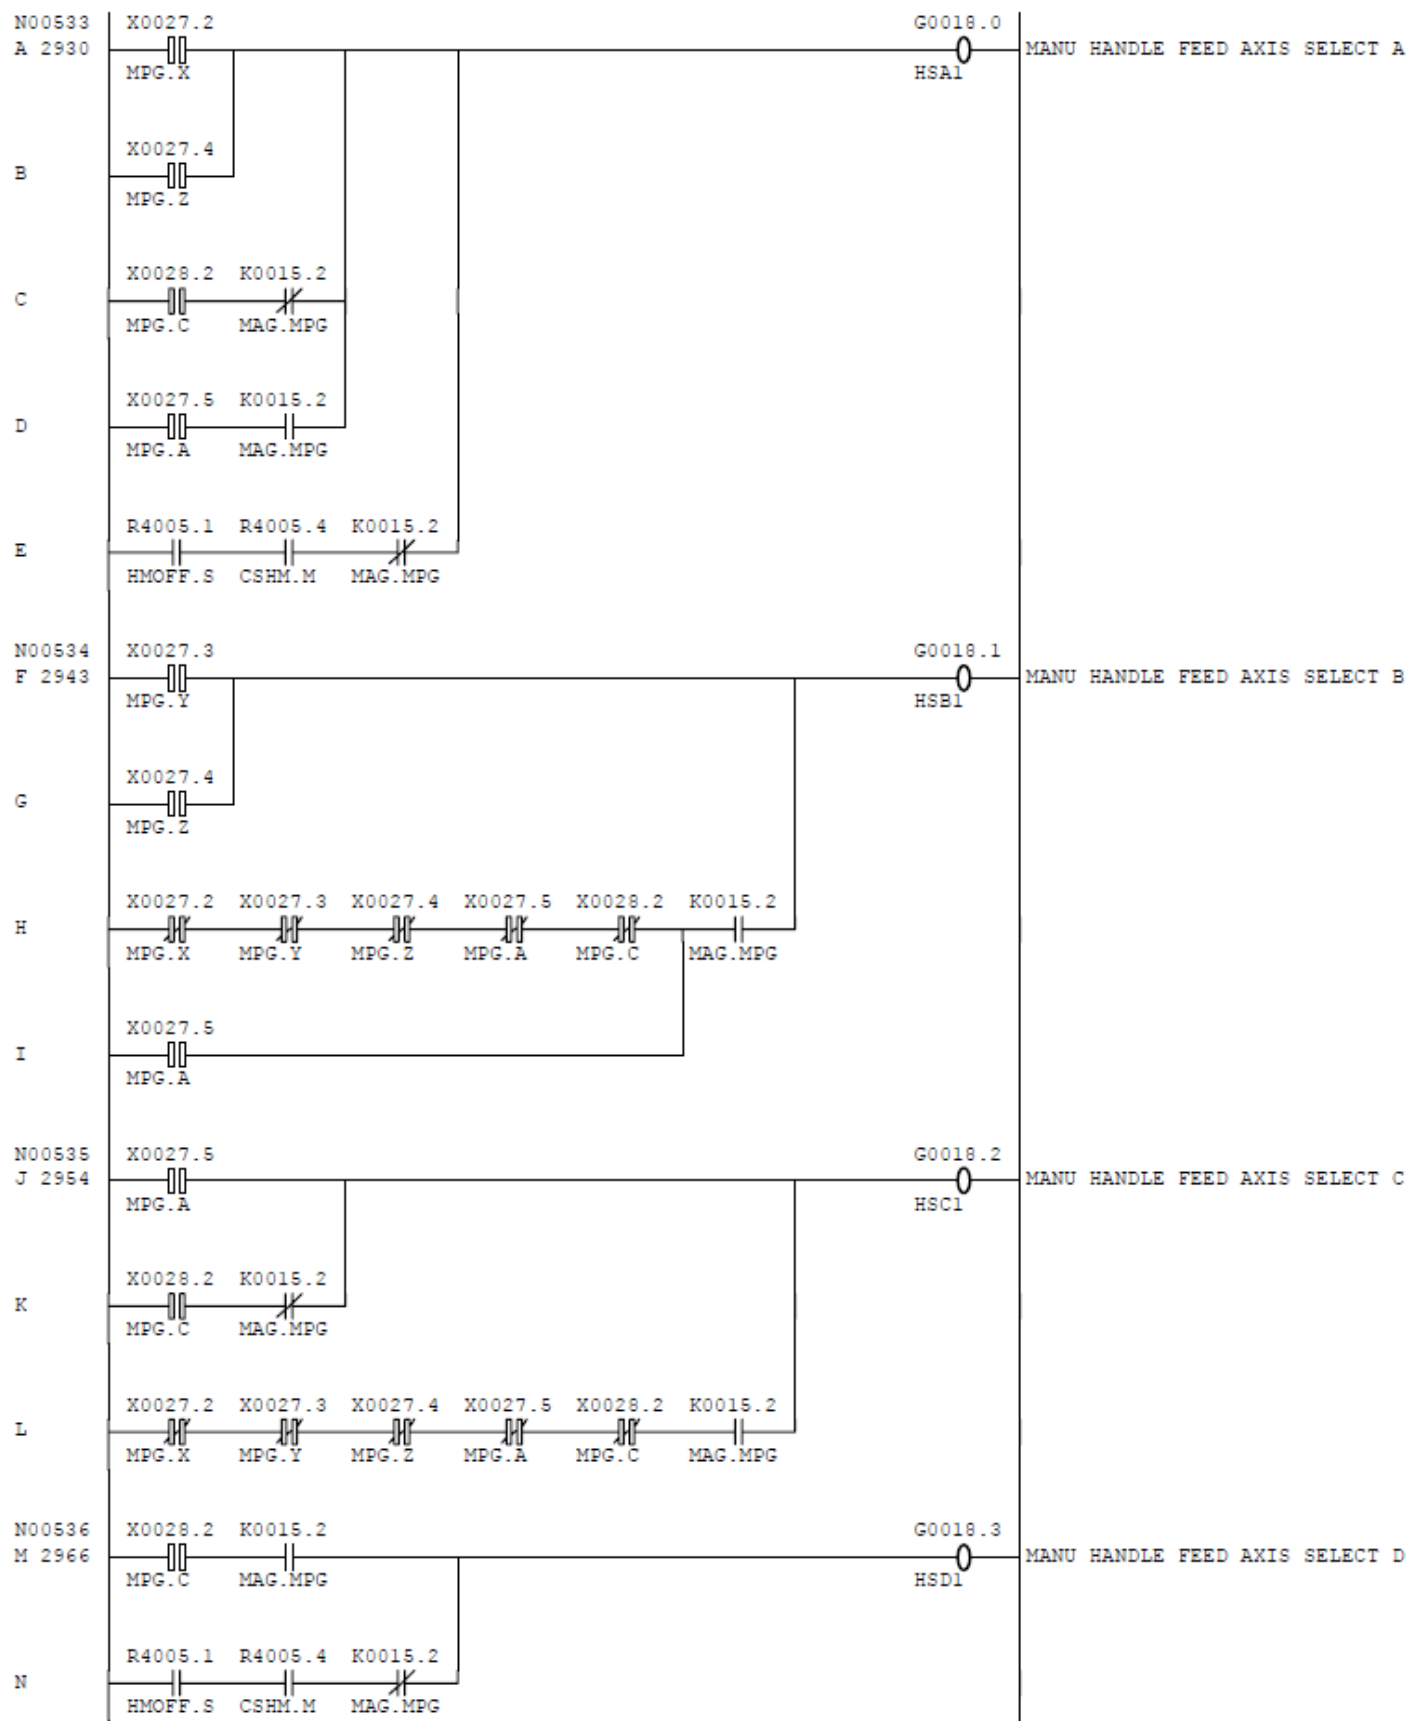 N00533 X0027.2 G0018.0
A 2930 MANU HANDLE FEED AXIS SELECT A
MPG.X HSA1
X0027.4
B
MPG.Z
X0028.2 K0015.2
C
MPG.C MAG.MPG
X0027.5 K0015.2
D
MPG.A MAG.MPG
R4005.1 R4005.4 K0015.2
E
HMOFF.S CSHM.M MAG.MPG
N00534 X0027.3 G0018.1
F 2943 MANU HANDLE FEED AXIS SELECT B
MPG.Y HSB1
X0027.4
G
MPG.Z
X0027.2 X0027.3 X0027.4 X0027.5 X0028.2 K0015.2
H
MPG.X MPG.Y MPG.Z MPG.A MPG.C MAG.MPG
X0027.5
I
MPG.A
N00535 X0027.5 G0018.2
J 2954 MANU HANDLE FEED AXIS SELECT C
MPG.A HSC1
X0028.2 K0015.2
K
MPG.C MAG.MPG
X0027.2 X0027.3 X0027.4 X0027.5 X0028.2 K0015.2
L
MPG.X MPG.Y MPG.Z MPG.A MPG.C MAG.MPG
N00536 X0028.2 K0015.2 G0018.3
M 2966 MANU HANDLE FEED AXIS SELECT D
MPG.C MAG.MPG HSD1
R4005.1 R4005.4 K0015.2
N
HMOFF.S CSHM.M MAG.MPG